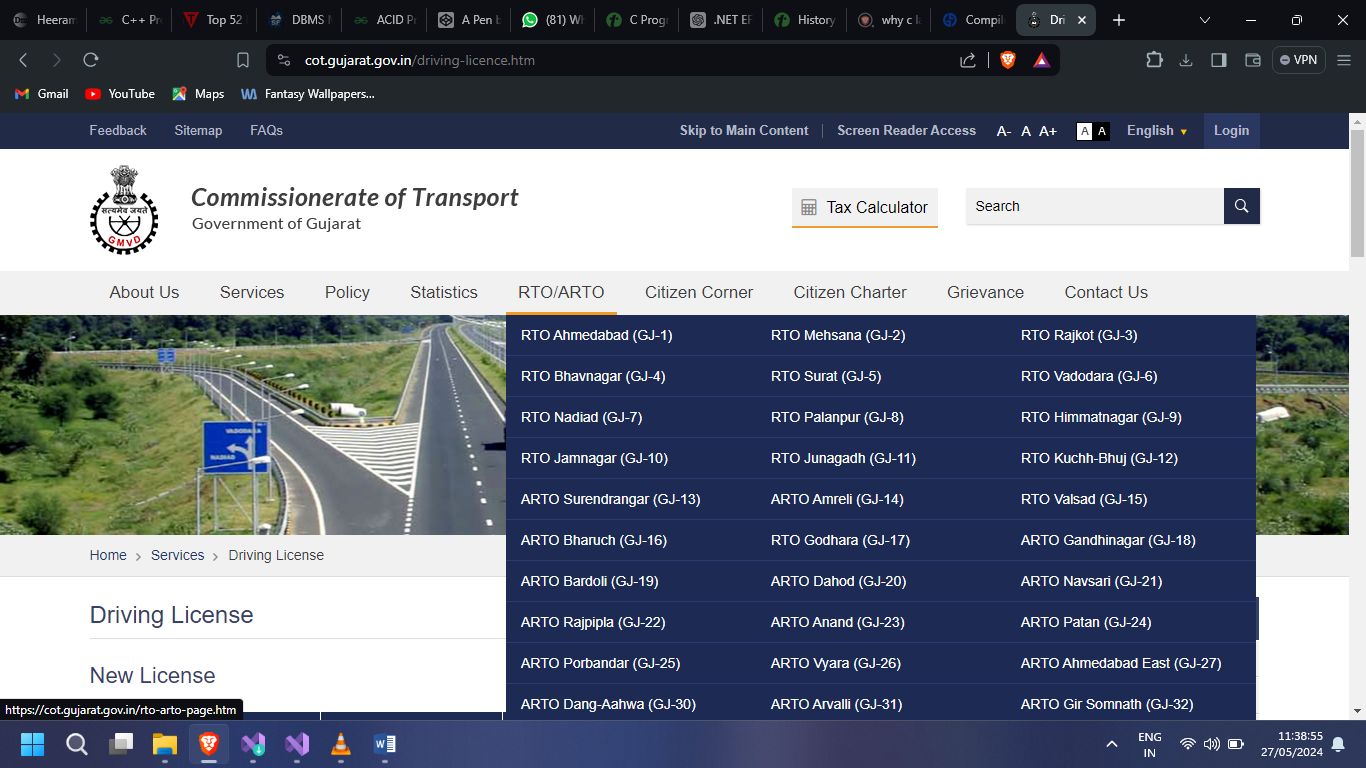 Heeram
C++ Pr
Top 52
DBMS M
ACID P
A Pen b
(81) Wh
C Progr
.NET EF
History
why c la
Compil
Dri
cot.gujarat.gov.in/driving-licence.htm
VPN
Gmail
YouTube
Maps
Fantasy Wallpapers...
Feedback
Sitemap
FAQs
Skip to Main Content
Screen Reader Access
A- A A+
A A
English
Login
सत्यमेव जयते
GMVD
Commissionerate of Transport
Government of Gujarat
Tax Calculator
Search
About Us
Services
Policy
Statistics
RTO/ARTO
Citizen Corner
Citizen Charter
Grievance
Contact Us
VADODARA
NADIAD
RTO Ahmedabad (GJ-1)
RTO Mehsana (GJ-2)
RTO Rajkot (GJ-3)
RTO Bhavnagar (GJ-4)
RTO Surat (GJ-5)
RTO Vadodara (GJ-6)
RTO Nadiad (GJ-7)
RTO Palanpur (GJ-8)
RTO Himmatnagar (GJ-9)
RTO Jamnagar (GJ-10)
RTO Junagadh (GJ-11)
RTO Kuchh-Bhuj (GJ-12)
ARTO Surendrangar (GJ-13)
ARTO Amreli (GJ-14)
RTO Valsad (GJ-15)
ARTO Bharuch (GJ-16)
RTO Godhara (GJ-17)
ARTO Gandhinagar (GJ-18)
ARTO Bardoli (GJ-19)
ARTO Dahod (GJ-20)
ARTO Navsari (GJ-21)
ARTO Rajpipla (GJ-22)
ARTO Anand (GJ-23)
ARTO Patan (GJ-24)
ARTO Porbandar (GJ-25)
ARTO Vyara (GJ-26)
ARTO Ahmedabad East (GJ-27)
ARTO Dang-Aahwa (GJ-30)
ARTO Arvalli (GJ-31)
ARTO Gir Somnath (GJ-32)
Home > Services > Driving License
Driving License
New License
https://cot.gujarat.gov.in/rto-arto-page.htm
ENG
IN
11:38:55
27/05/2024